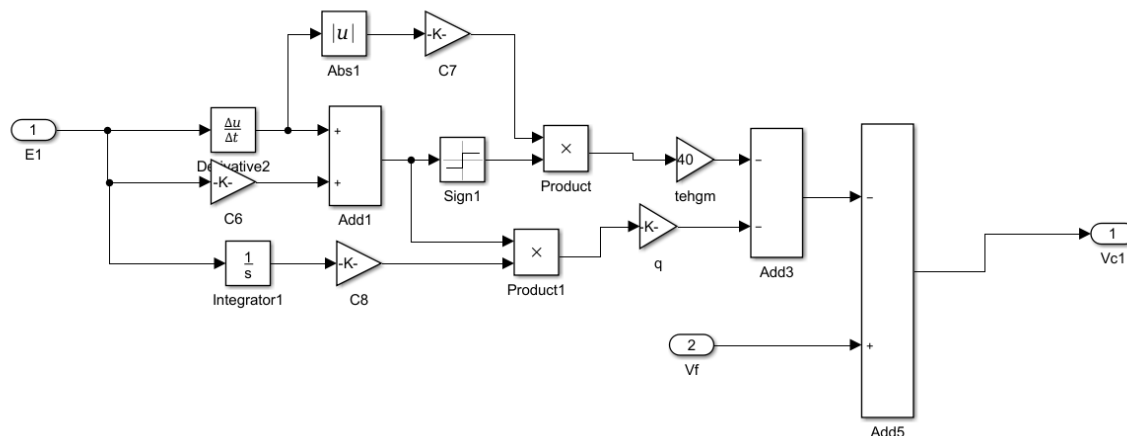 |u|
-K-
Abs1
C7
1
E1
Δu
Δt
Derivative2
+
+
Add1
-K-
C6
Sign1
×
Product
40
tehgm
−
−
Add3
1
s
Integrator1
-K-
C8
×
Product1
-K-
q
−
+
Add5
1
Vc1
2
Vf